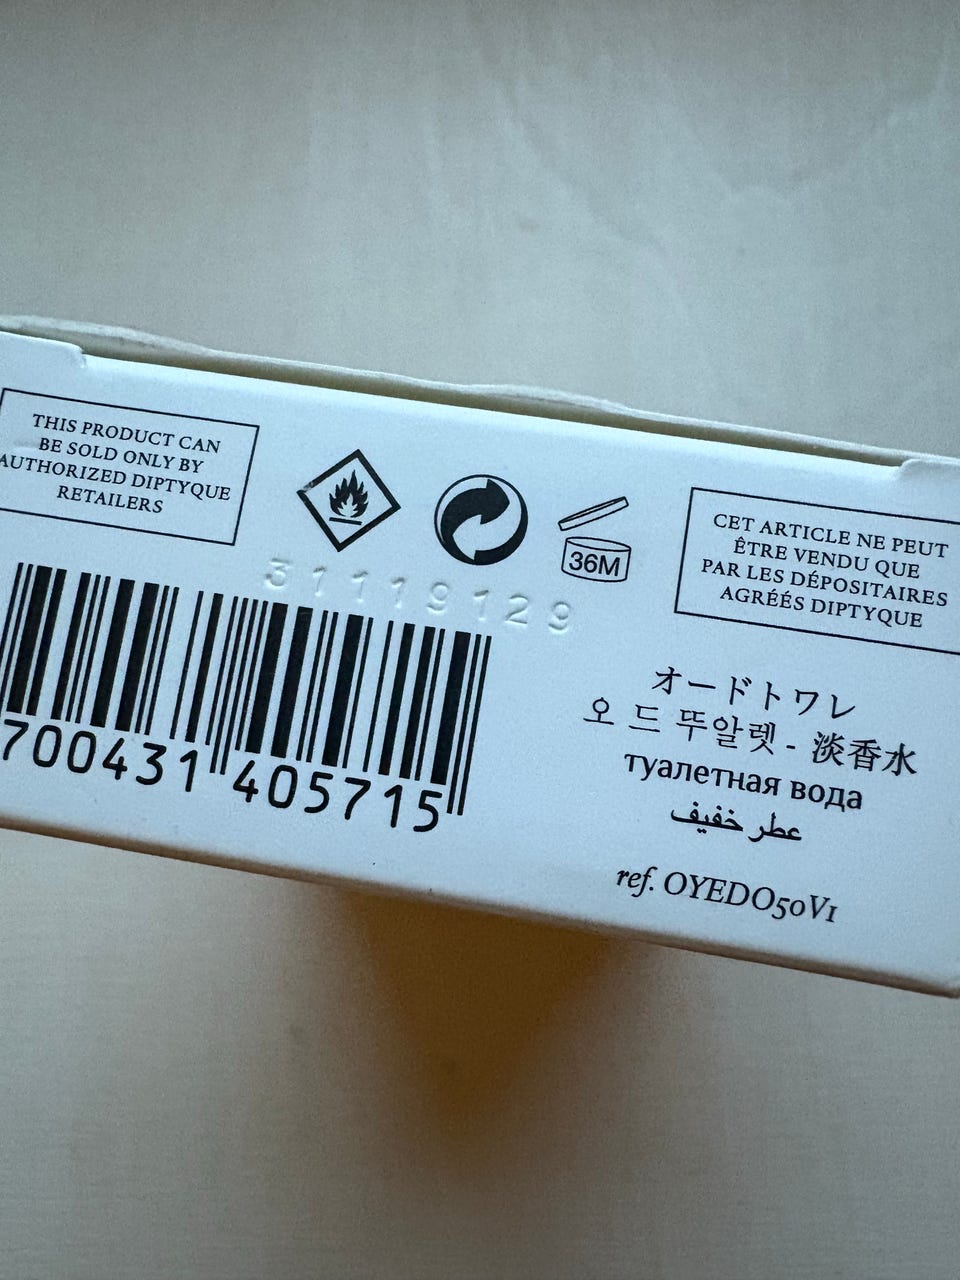 THIS PRODUCT CAN
BE SOLD ONLY BY
AUTHORIZED DIPTYQUE
RETAILERS
36M
CET ARTICLE NE PEUT
ÊTRE VENDU QUE
PAR LES DÉPOSITAIRES
AGRÉÉS DIPTYQUE
31119129
700431 405715
オードトワレ
오 드 뚜알렛 - 淡香水
туалетная вода
عطر خفيف
ref. OYEDO50V1